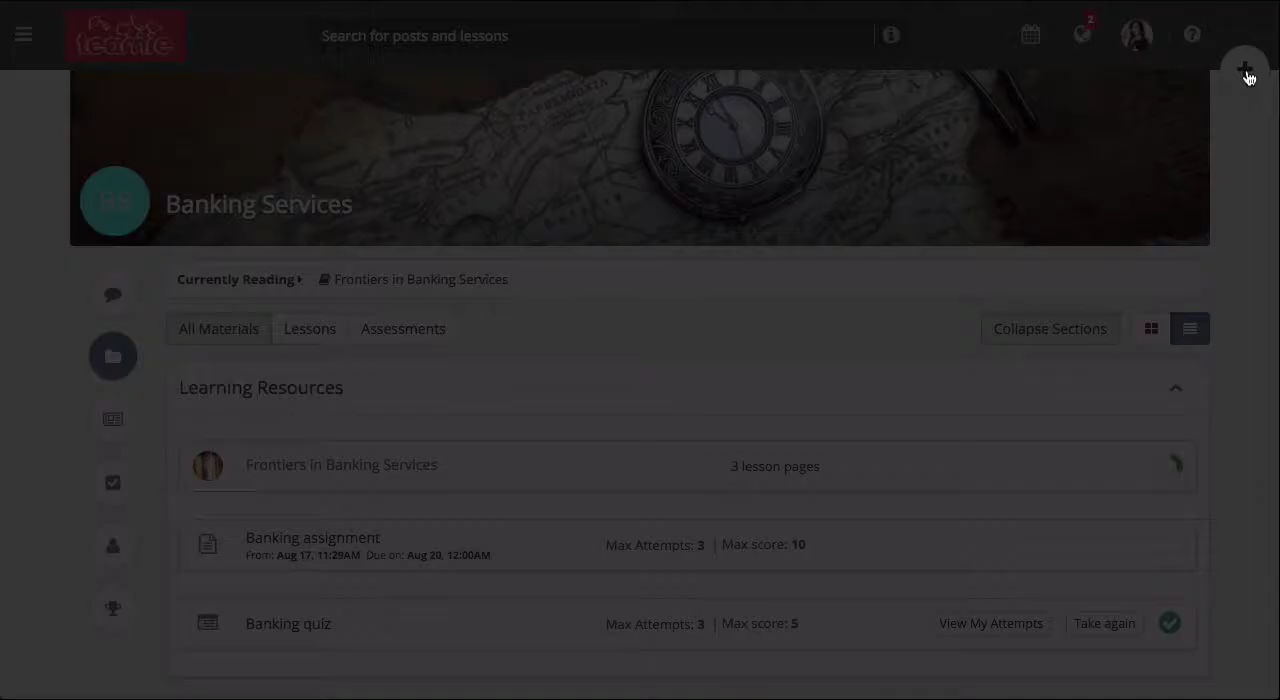 teamie
Search for posts and lessons
2
BS
Banking Services
Currently Reading
Frontiers in Banking Services
All Materials
Lessons
Assessments
Collapse Sections
Learning Resources
Frontiers in Banking Services
3 lesson pages
Banking assignment
From: Aug 17, 11:29AM Due on: Aug 20, 12:00AM
Max Attempts: 3 | Max score: 10
Banking quiz
Max Attempts: 3 | Max score: 5
View My Attempts
Take again